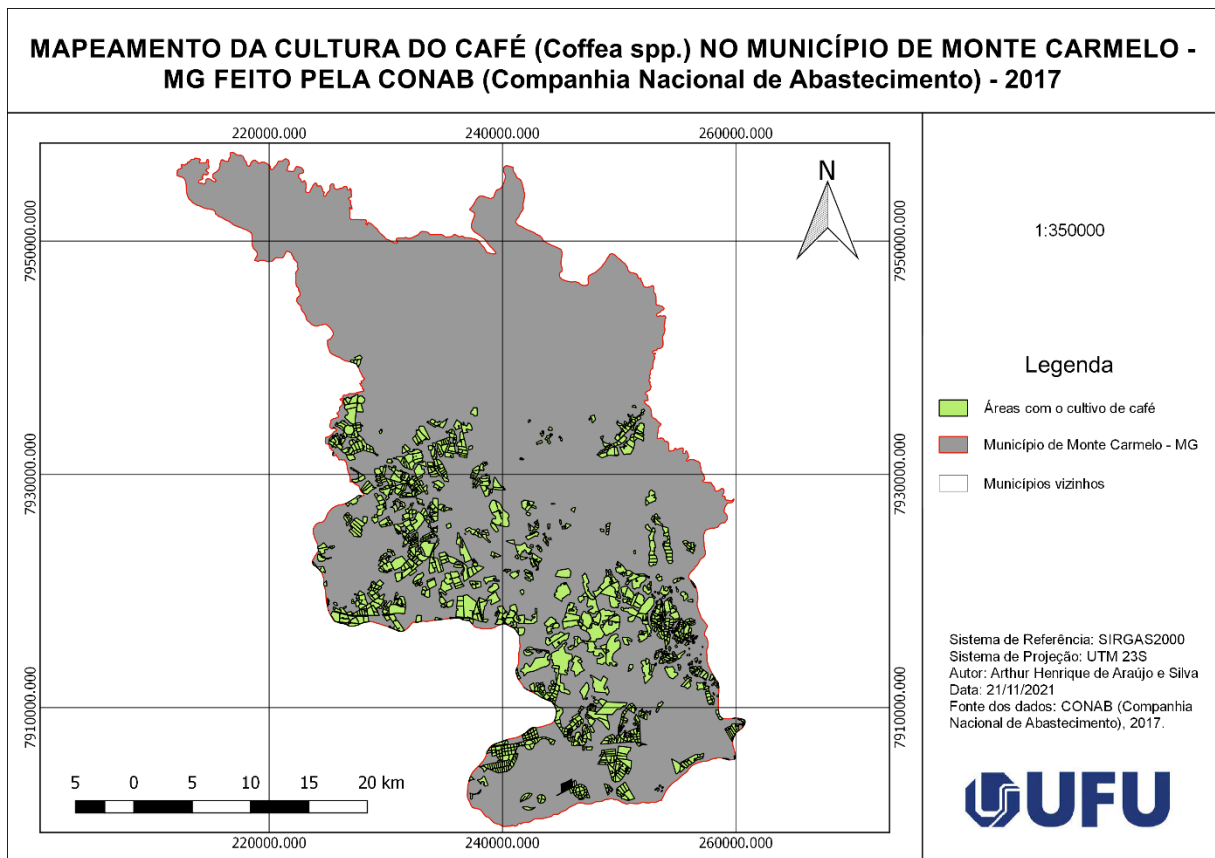 MAPEAMENTO DA CULTURA DO CAFÉ (Coffea spp.) NO MUNICÍPIO DE MONTE CARMELO -
MG FEITO PELA CONAB (Companhia Nacional de Abastecimento) - 2017
220000.000 240000.000 260000.000
N
7950000.000 7950000.000
7930000.000 7930000.000
7910000.000 7910000.000
5 0 5 10 15 20 km
220000.000 240000.000 260000.000
1:350000
Legenda
Áreas com o cultivo de café
Município de Monte Carmelo - MG
Municípios vizinhos
Sistema de Referência: SIRGAS2000
Sistema de Projeção: UTM 23S
Autor: Arthur Henrique de Araújo e Silva
Data: 21/11/2021
Fonte dos dados: CONAB (Companhia
Nacional de Abastecimento), 2017.
UFU